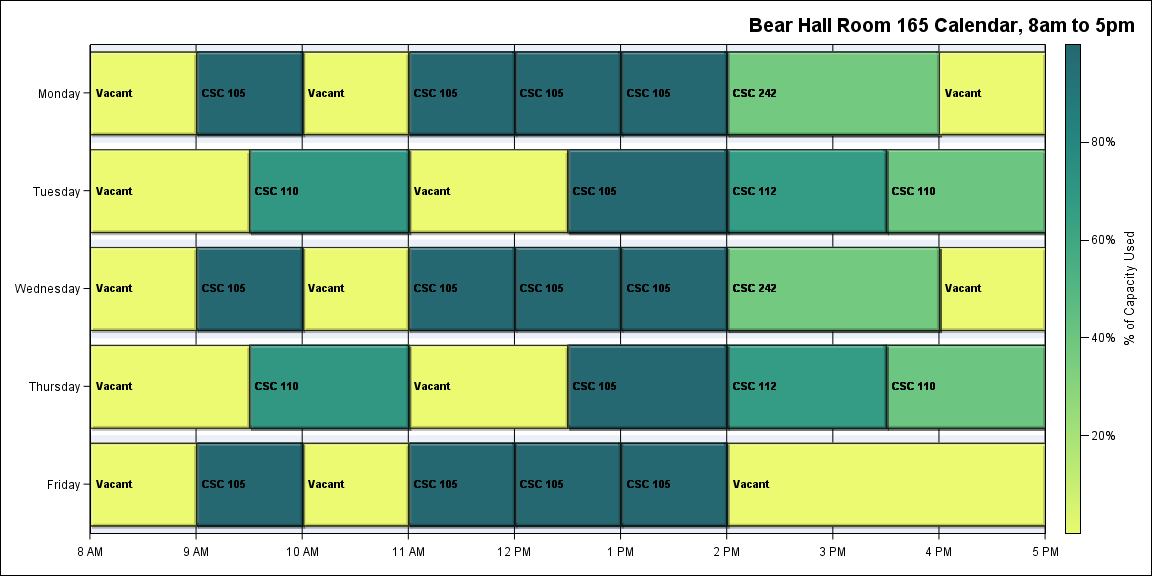 Bear Hall Room 165 Calendar, 8am to 5pm
Monday
Vacant
CSC 105
Vacant
CSC 105
CSC 105
CSC 105
CSC 242
Vacant
Tuesday
Vacant
CSC 110
Vacant
CSC 105
CSC 112
CSC 110
Wednesday
Vacant
CSC 105
Vacant
CSC 105
CSC 105
CSC 105
CSC 242
Vacant
Thursday
Vacant
CSC 110
Vacant
CSC 105
CSC 112
CSC 110
Friday
Vacant
CSC 105
Vacant
CSC 105
CSC 105
CSC 105
Vacant
8 AM
9 AM
10 AM
11 AM
12 PM
1 PM
2 PM
3 PM
4 PM
5 PM
80%
60%
40%
20%
% of Capacity Used